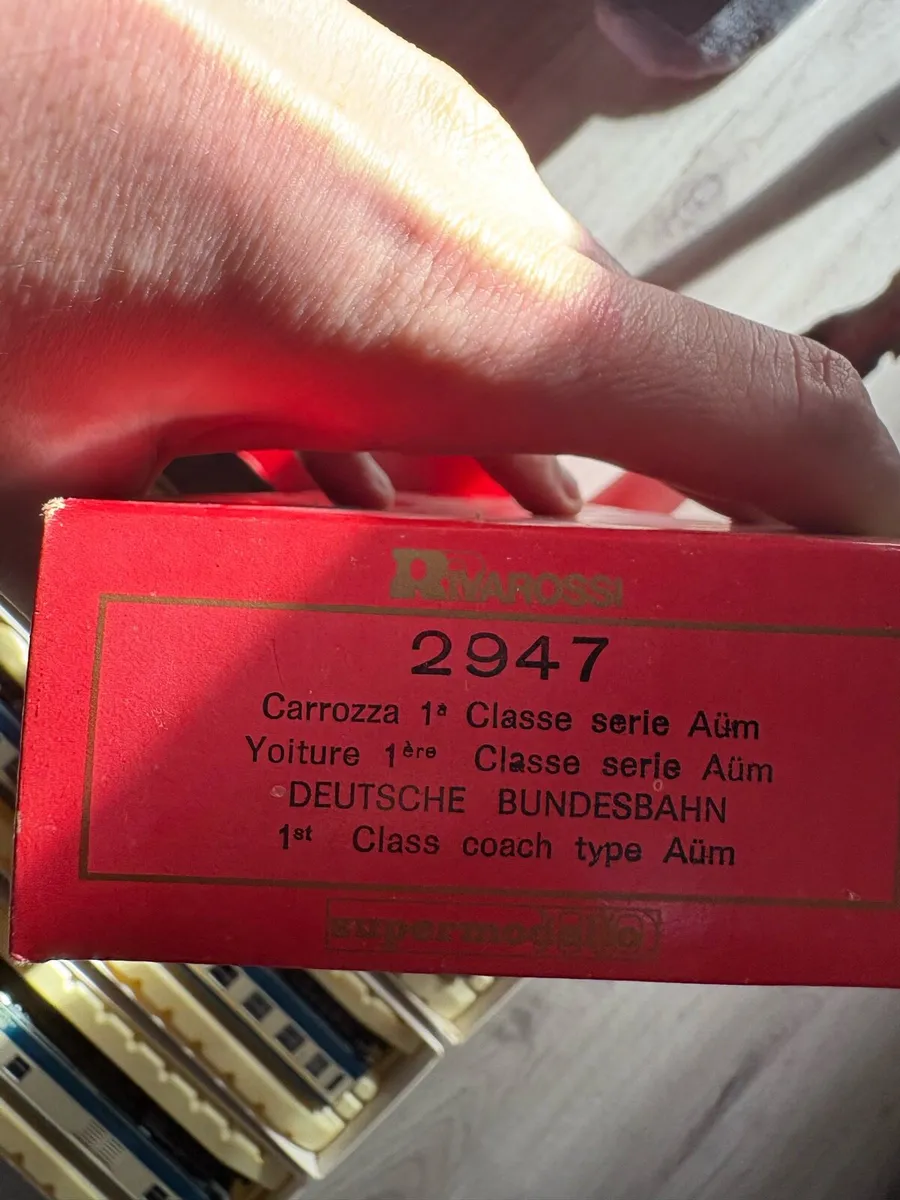 RIVAROSSI
2947
Carrozza 1ª Classe serie Aüm
Yoiture 1ère Classe serie Aüm
DEUTSCHE BUNDESBAHN
1st Class coach type Aüm
supermodello